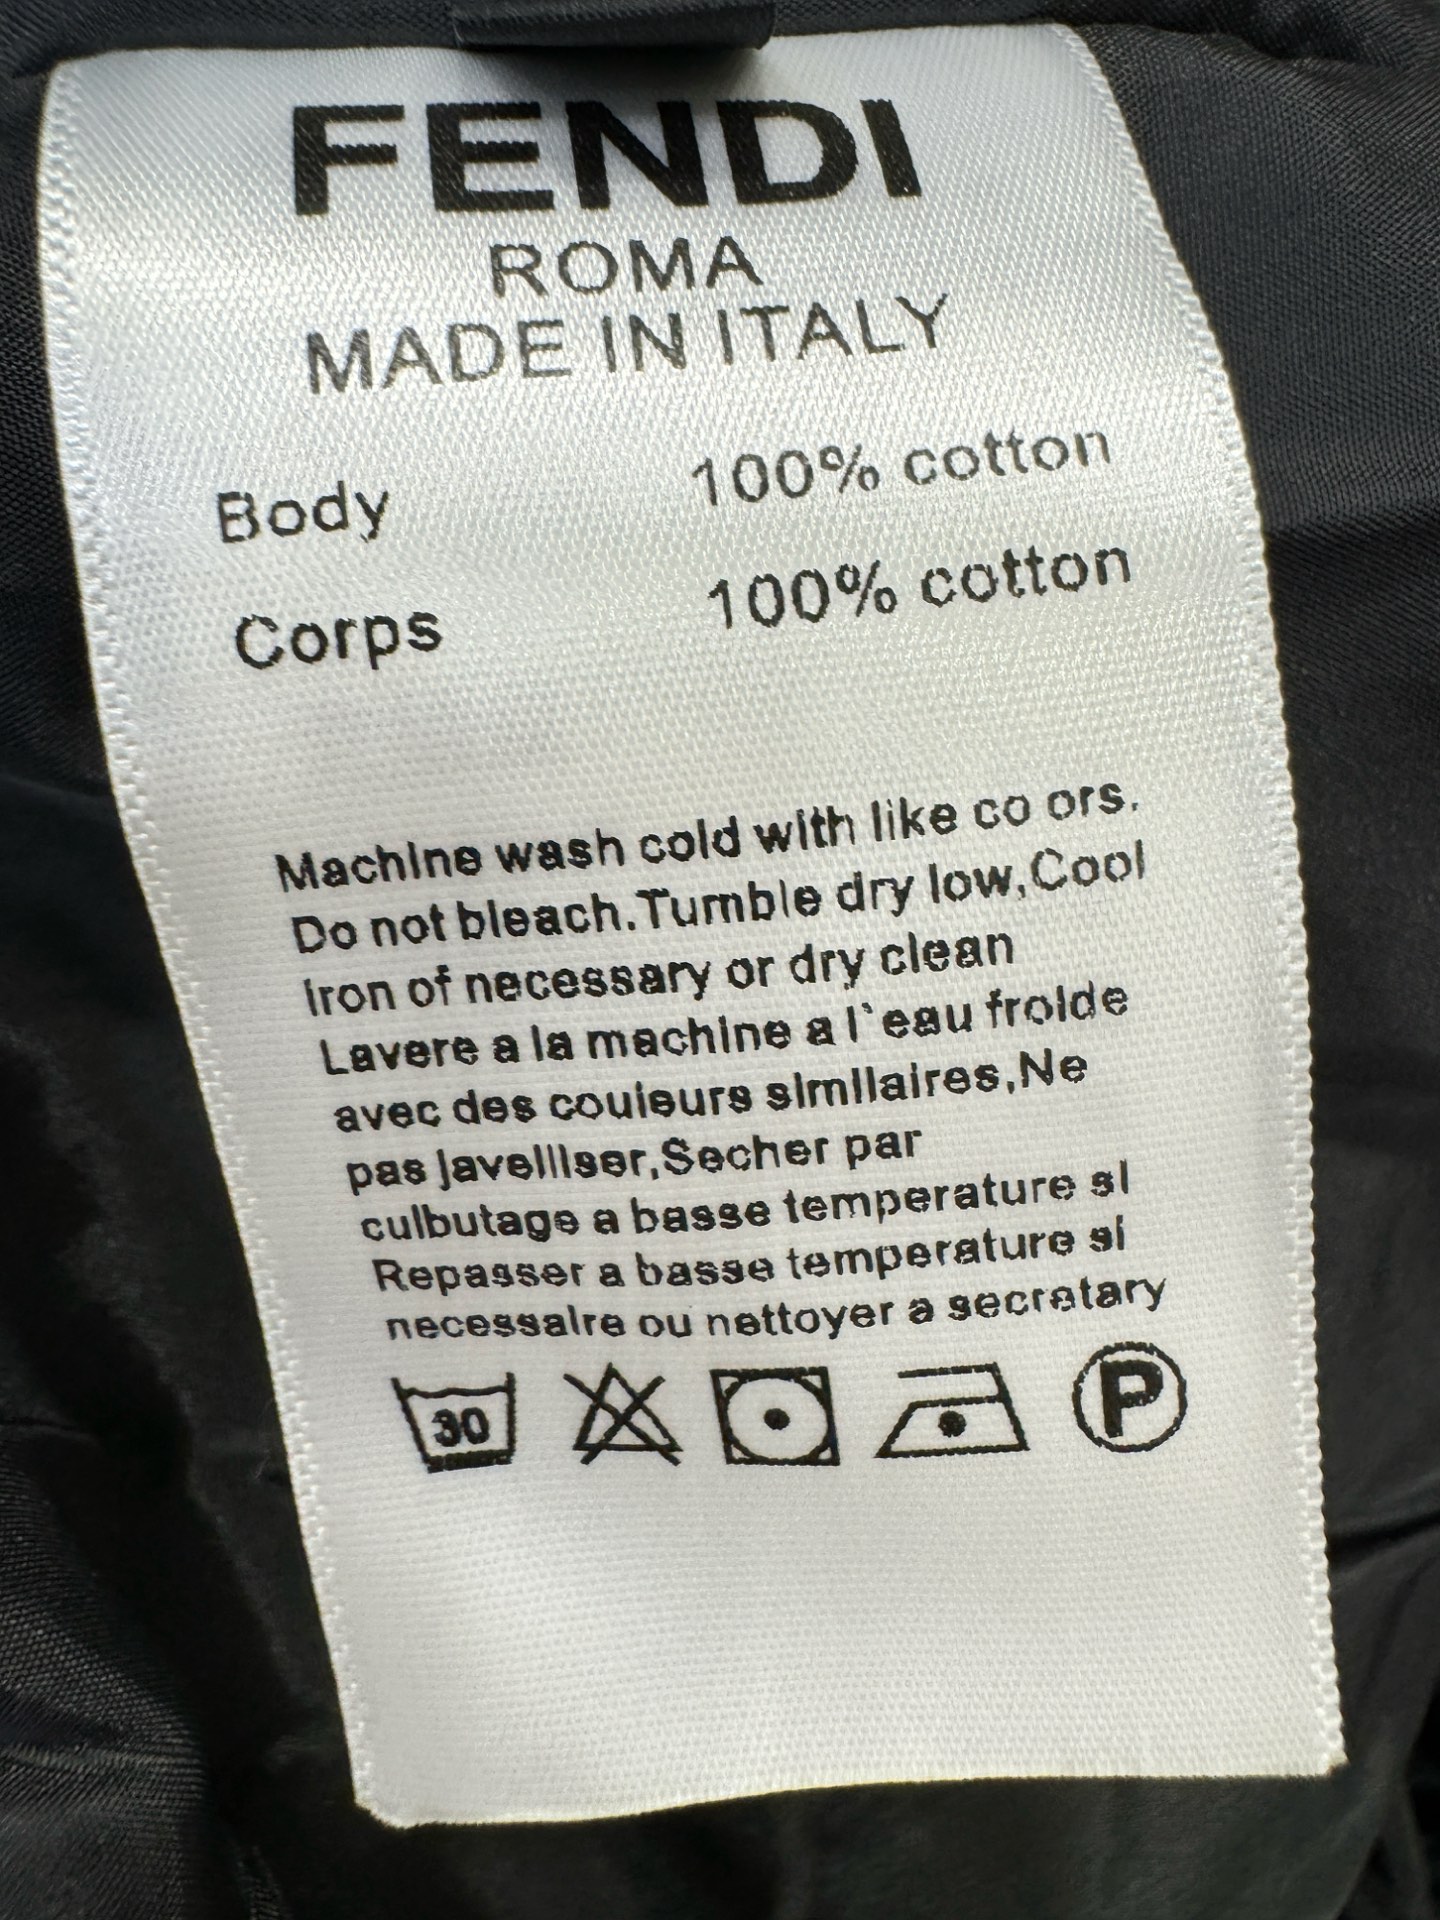 FENDI
ROMA
MADE IN ITALY
Body 100% cotton
Corps 100% cotton
Machine wash cold with like co ors.
Do not bleach.Tumble dry low,Cool
Iron of necessary or dry clean
Lavere a la machine a l`eau froide
avec des couieurs similaires,Ne
pas javelliser,Secher par
culbutage a basse temperature si
Repasser a basse temperature si
necessaire ou nettoyer a secretary
30 P